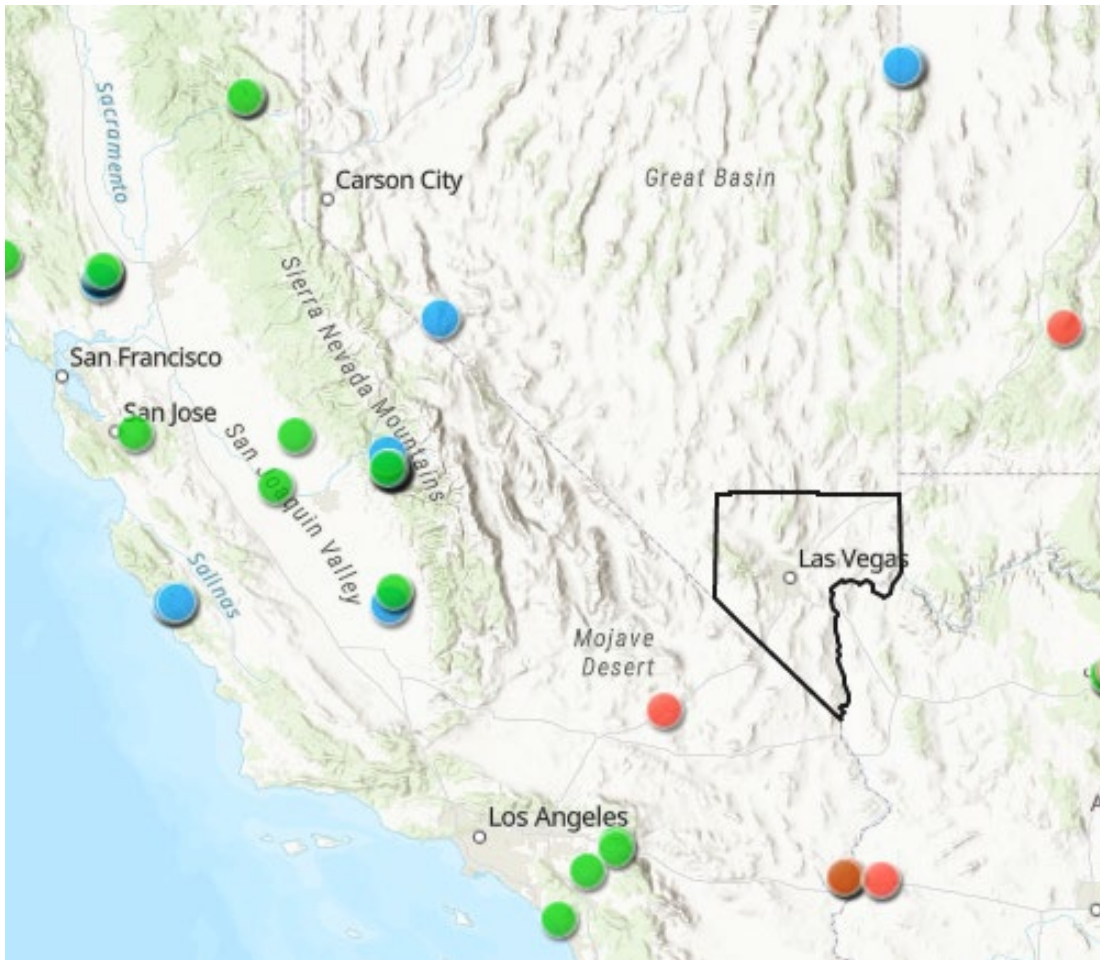 Sacramento
Carson City
Great Basin
Sierra Nevada Mountains
San Francisco
San Jose
San Joaquin Valley
Salinas
Las Vegas
Mojave
Desert
Los Angeles
A